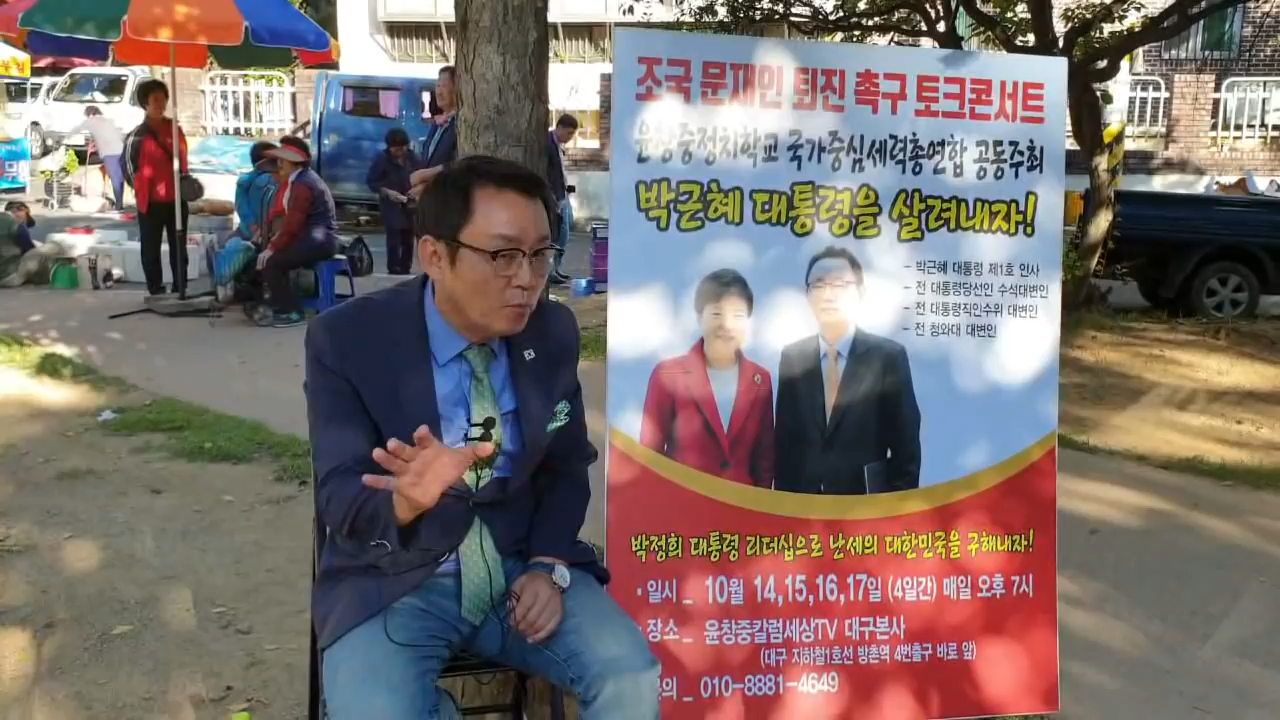 조국 문재인 퇴진 촉구 토크콘서트
윤창중정치학교 국가중심세력총연합 공동주최
박근혜 대통령을 살려내자!
– 박근혜 대통령 제1호 인사
– 전 대통령당선인 수석대변인
– 전 대통령직인수위 대변인
– 전 청와대 대변인
박정희 대통령 리더십으로 난세의 대한민국을 구해내자!
· 일시 _ 10월 14,15,16,17일 (4일간) 매일 오후 7시
· 장소 _ 윤창중칼럼세상TV 대구본사
(대구 지하철1호선 방촌역 4번출구 바로 앞)
의 _ 010-8881-4649